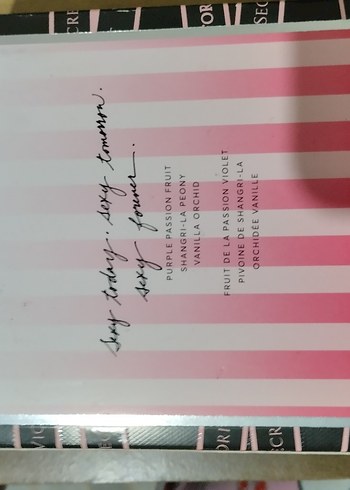 sexy today. sexy tomorrow.
sexy forever.
PURPLE PASSION FRUIT
SHANGRI-LA PEONY
VANILLA ORCHID
FRUIT DE LA PASSION VIOLET
PIVOINE DE SHANGRI-LA
ORCHIDÉE VANILLE